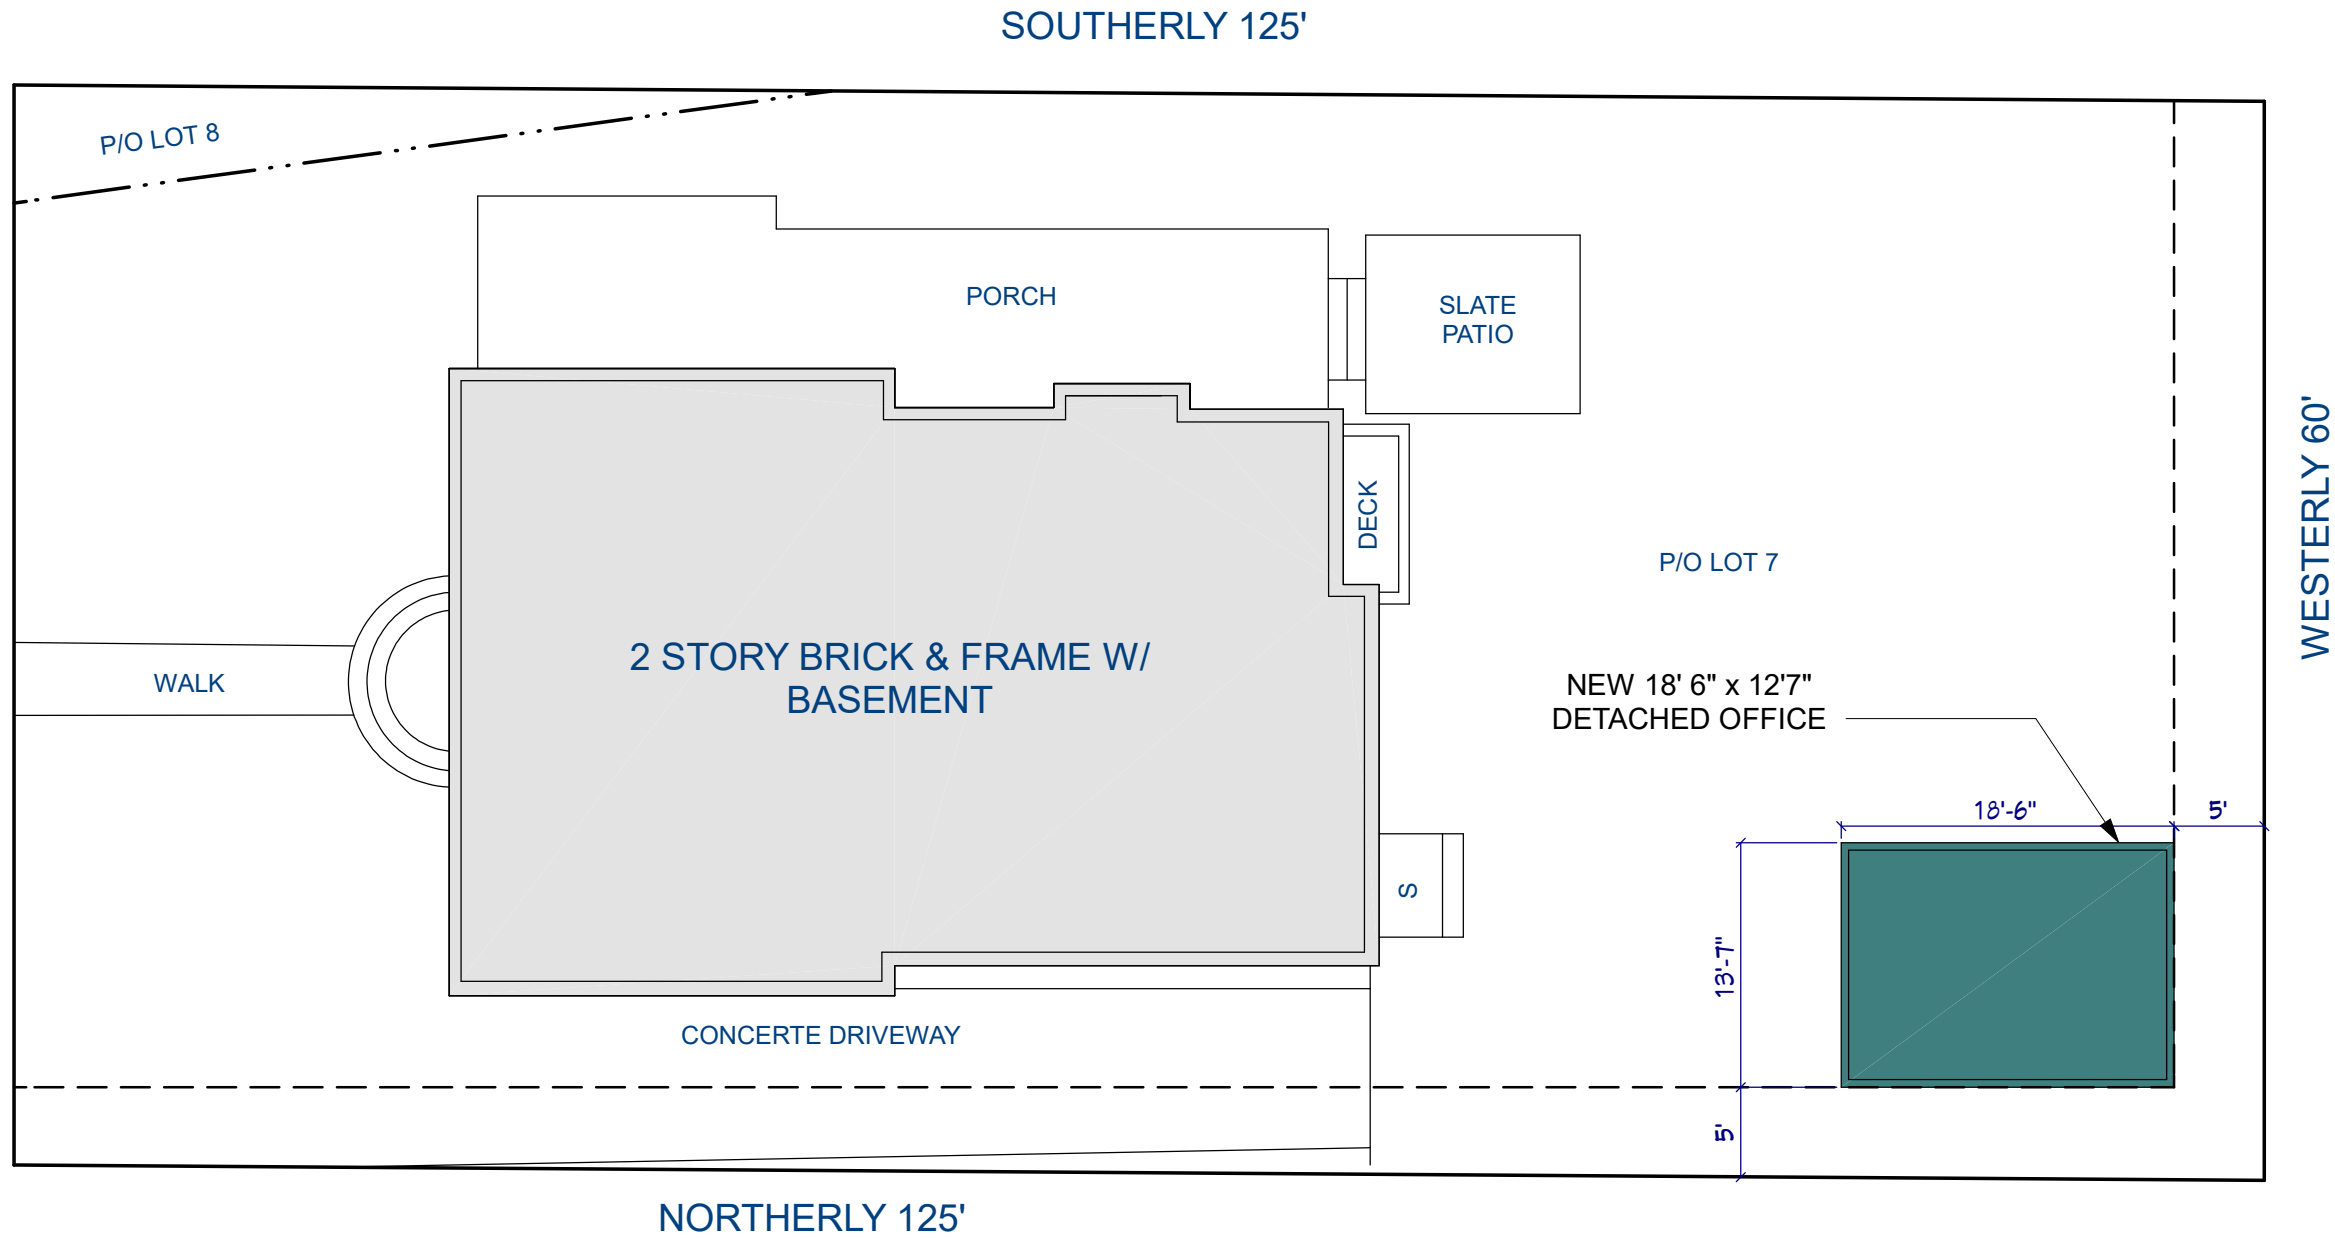 SOUTHERLY 125'
P/O LOT 8
PORCH
SLATE
PATIO
DECK
WESTERLY 60'
P/O LOT 7
2 STORY BRICK & FRAME W/
BASEMENT
WALK
NEW 18' 6" x 12'7"
DETACHED OFFICE
18'-6"
5'
S
13'-7"
CONCERTE DRIVEWAY
5'
NORTHERLY 125'